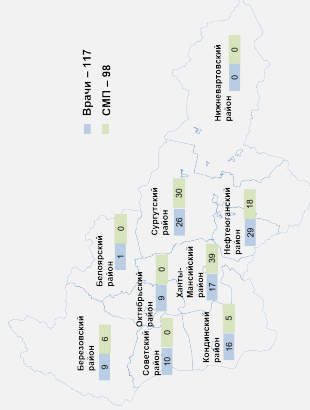 Врачи – 117
СМП – 98
Березовский
район
9 6
Белоярский
район
1 0
Октябрьский
район
9 0
Советский
район
10 0
Сургутский
район
26 30
Ханты-
Мансийский
район
17 39
Кондинский
район
16 5
Нефтеюганский
район
29 18
Нижневартовский
район
0 0